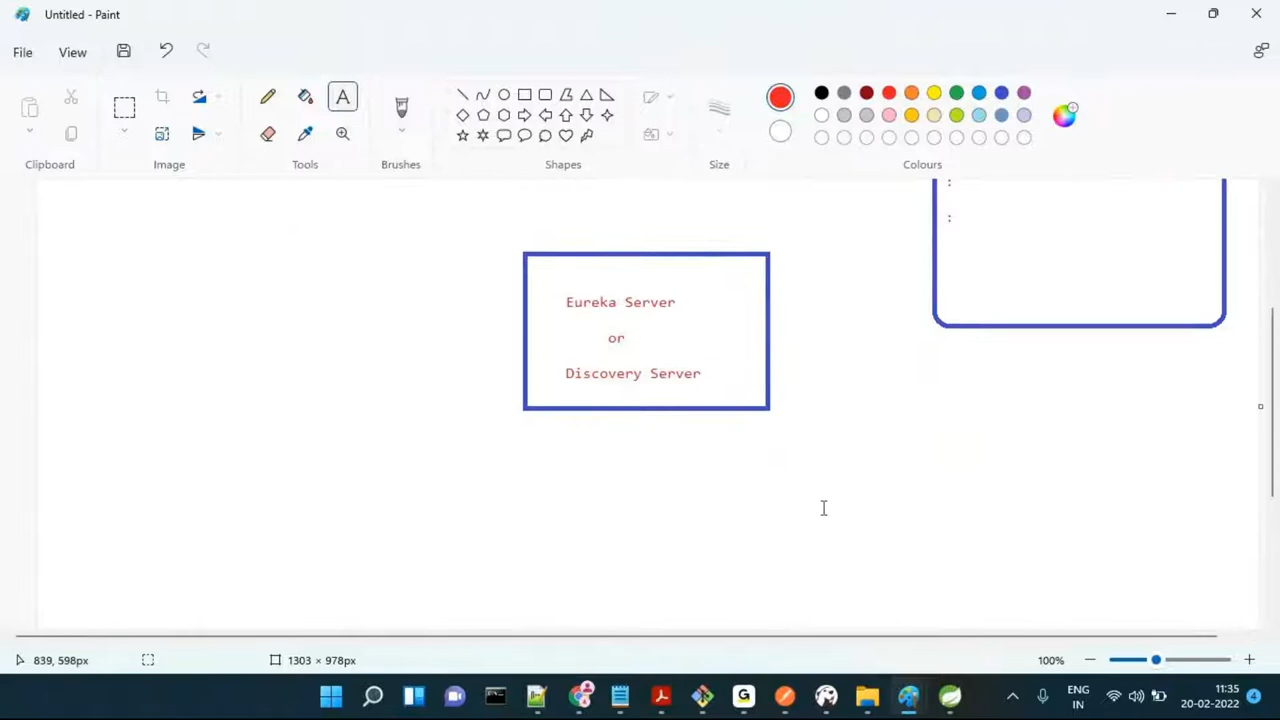 Untitled - Paint
File
View
Clipboard
Image
Tools
Brushes
Shapes
Size
Colours
A
:
:
Eureka Server
or
Discovery Server
839, 598px
1303 × 978px
100%
ENG
IN
11:35
20-02-2022
4
G